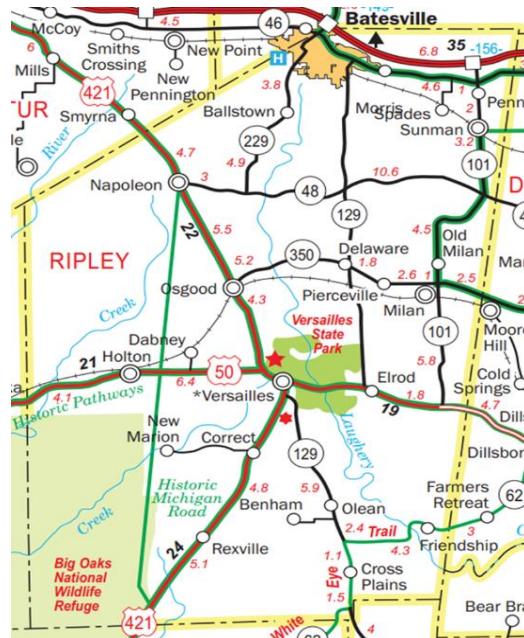 -149-
46
Batesville
McCoy
4.5
Smiths
Crossing
New Point
6
Mills
H
6.8
35
-156-
421
New
Pennington
3.8
4.6
1
Penn
TUR
Ballstown
Morris
Spades
2
Smyrna
Sunman
River
229
3.2
4.7
4.9
101
10.6
D
Napoleon
3
48
129
22
5.5
4.5
Old
Milan
RIPLEY
5.2
350
Delaware
1.8
Osgood
2.6
1
2.5
Mar
4.3
Pierceville
Milan
Creek
Versailles
State
Park
101
Moore
Hill
Dabney
21
Holton
5.8
Cold
Springs
50
6.4
Elrod
1.8
4.7
4.1
*Versailles
19
Dills
Historic Pathways
Dillsbor
New
Marion
Correct
Laughery
129
62
Historic
Michigan
Road
Farmers
Retreat
4.8
5.9
Creek
Benham
Olean
24
2.4
Trail
3
Rexville
4.3
Friendship
5.1
1.1
Big Oaks
National
Wildlife
Refuge
Eye
Cross
Plains
1.5
421
White
4
Bear Bra